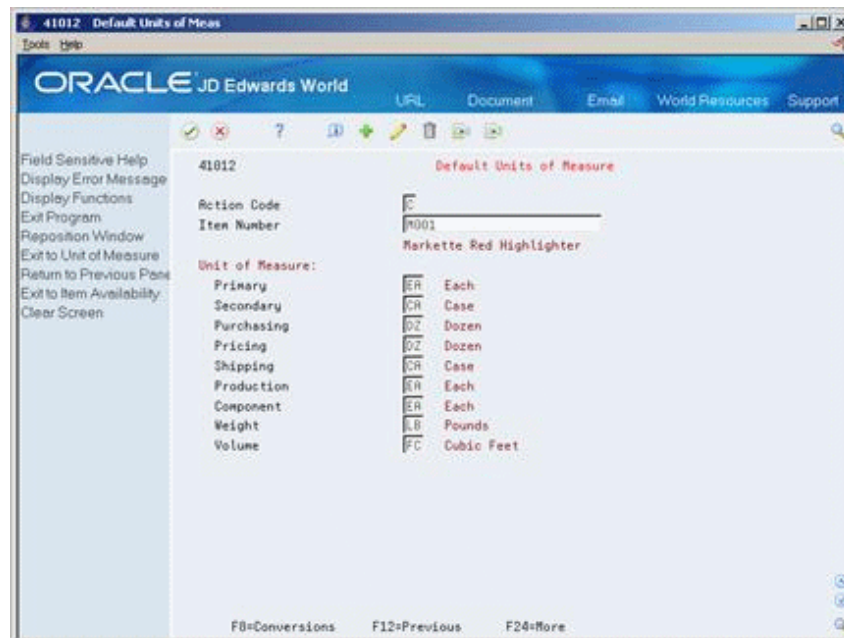 41012 Default Units of Meas
Tools Help
ORACLE JD Edwards World
URL Document Email World Resources Support
Field Sensitive Help
Display Error Message
Display Functions
Exit Program
Reposition Window
Exit to Unit of Measure
Return to Previous Pane
Exit to Item Availability
Clear Screen
41012 Default Units of Measure
Action Code C
Item Number M001
Markette Red Highlighter
Unit of Measure:
Primary EA Each
Secondary CA Case
Purchasing DZ Dozen
Pricing DZ Dozen
Shipping CA Case
Production EA Each
Component EA Each
Weight LB Pounds
Volume FC Cubic Feet
F8=Conversions F12=Previous F24=More